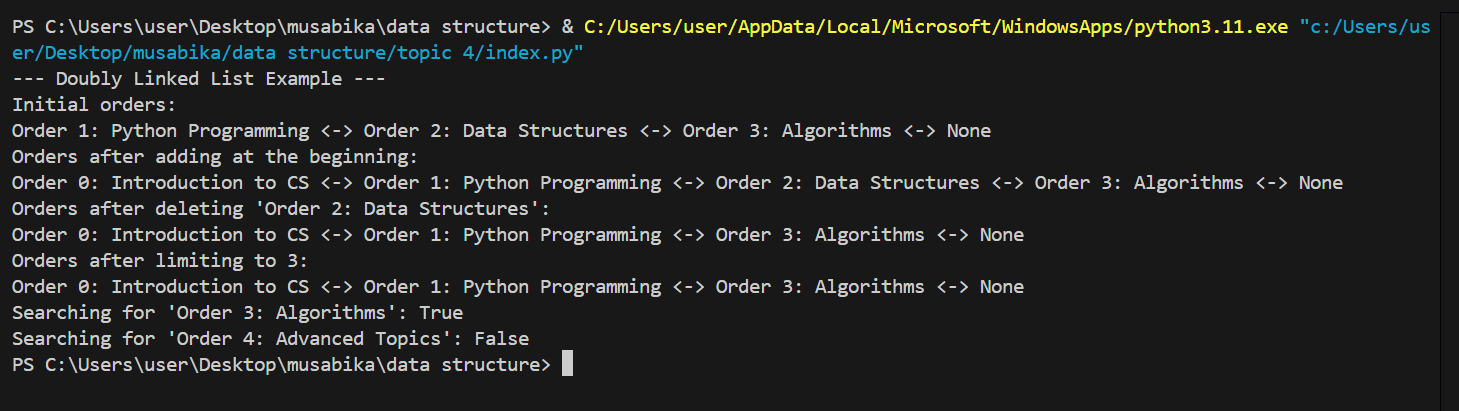 PS C:\Users\user\Desktop\musabika\data structure> & C:/Users/user/AppData/Local/Microsoft/WindowsApps/python3.11.exe "c:/Users/us
er/Desktop/musabika/data structure/topic 4/index.py"
--- Doubly Linked List Example ---
Initial orders:
Order 1: Python Programming <-> Order 2: Data Structures <-> Order 3: Algorithms <-> None
Orders after adding at the beginning:
Order 0: Introduction to CS <-> Order 1: Python Programming <-> Order 2: Data Structures <-> Order 3: Algorithms <-> None
Orders after deleting 'Order 2: Data Structures':
Order 0: Introduction to CS <-> Order 1: Python Programming <-> Order 3: Algorithms <-> None
Orders after limiting to 3:
Order 0: Introduction to CS <-> Order 1: Python Programming <-> Order 3: Algorithms <-> None
Searching for 'Order 3: Algorithms': True
Searching for 'Order 4: Advanced Topics': False
PS C:\Users\user\Desktop\musabika\data structure>